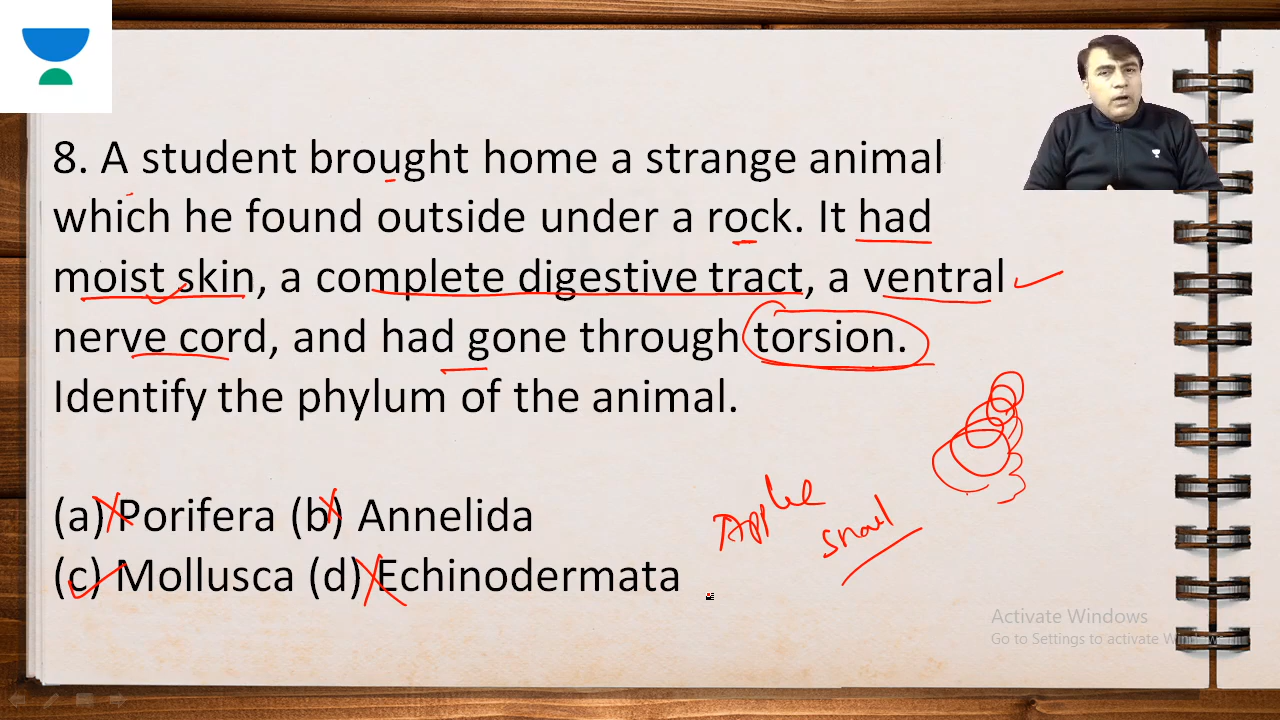 8. A student brought home a strange animal
which he found outside under a rock. It had
moist skin, a complete digestive tract, a ventral
nerve cord, and had gone through torsion.
Identify the phylum of the animal.
(a) Porifera (b) Annelida
Apple
snail
(c) Mollusca (d) Echinodermata
Activate Windows
Go to Settings to activate Windows.